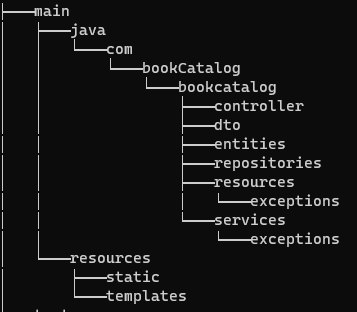 main
java
com
bookCatalog
bookcatalog
controller
dto
entities
repositories
resources
exceptions
services
exceptions
resources
static
templates